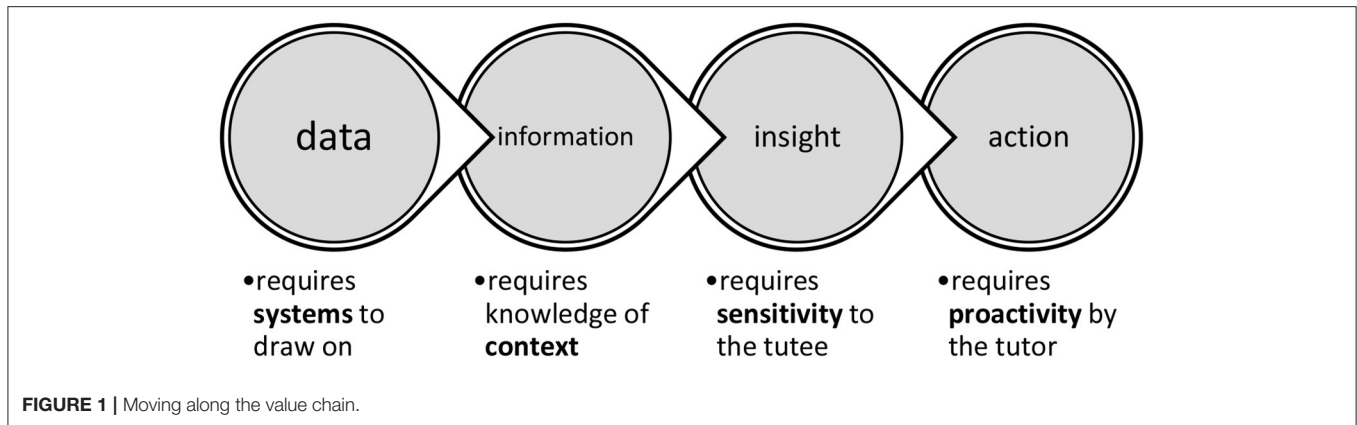 data
information
insight
action
•requires
systems to
draw on
•requires
knowledge of
context
•requires
sensitivity to
the tutee
•requires
proactivity by
the tutor
FIGURE 1 | Moving along the value chain.